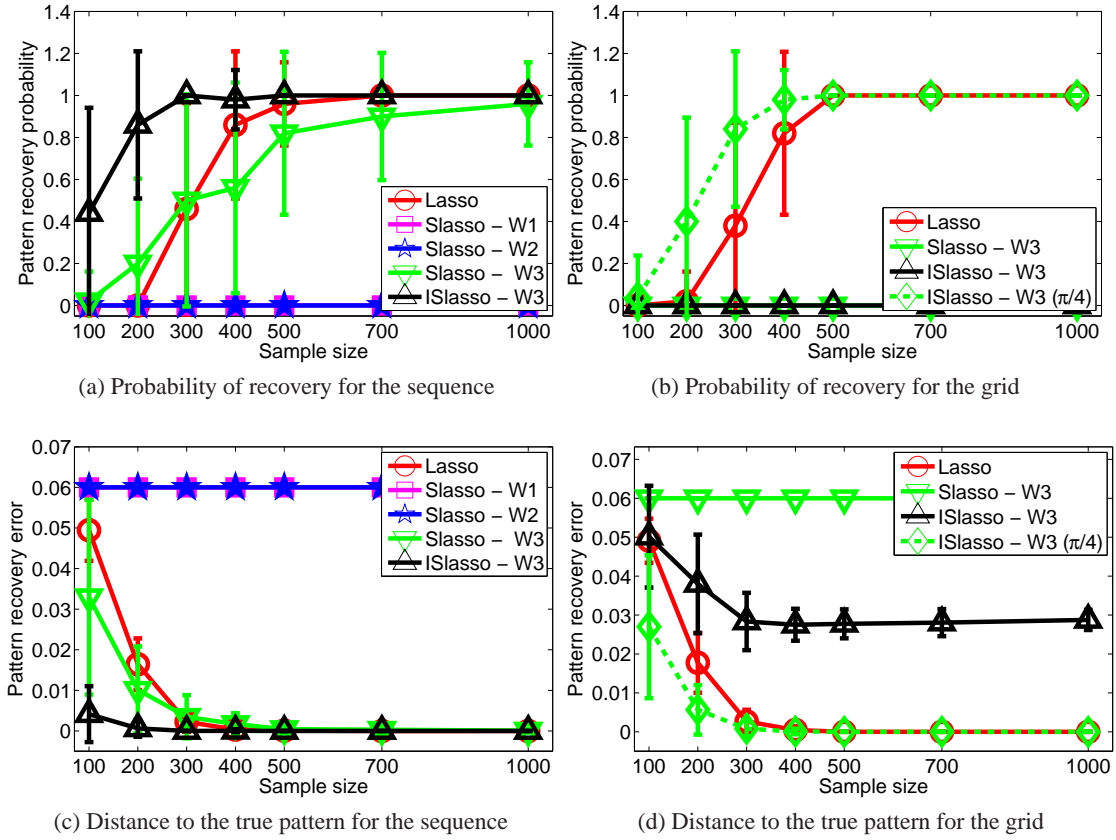 1.4
1.2
1
0.8
0.6
0.4
0.2
0
Pattern recovery probability
100 200 300 400 500 700 1000
Sample size
Lasso
Slasso − W1
Slasso − W2
Slasso − W3
ISlasso − W3
(a) Probability of recovery for the sequence
1.4
1.2
1
0.8
0.6
0.4
0.2
0
Pattern recovery probability
100 200 300 400 500 700 1000
Sample size
Lasso
Slasso − W3
ISlasso − W3
ISlasso − W3 (π/4)
(b) Probability of recovery for the grid
0.07
0.06
0.05
0.04
0.03
0.02
0.01
0
Pattern recovery error
100 200 300 400 500 700 1000
Sample size
Lasso
Slasso − W1
Slasso − W2
Slasso − W3
ISlasso − W3
(c) Distance to the true pattern for the sequence
0.07
0.06
0.05
0.04
0.03
0.02
0.01
0
Pattern recovery error
100 200 300 400 500 700 1000
Sample size
Lasso
Slasso − W3
ISlasso − W3
ISlasso − W3 (π/4)
(d) Distance to the true pattern for the grid